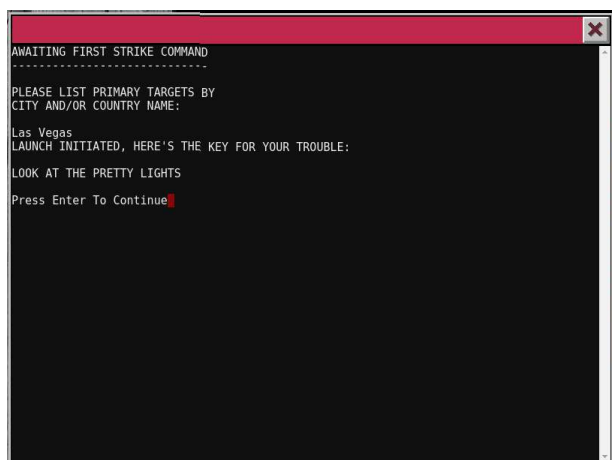 AWAITING FIRST STRIKE COMMAND
-----------------------------
PLEASE LIST PRIMARY TARGETS BY
CITY AND/OR COUNTRY NAME:
Las Vegas
LAUNCH INITIATED, HERE'S THE KEY FOR YOUR TROUBLE:
LOOK AT THE PRETTY LIGHTS
Press Enter To Continue